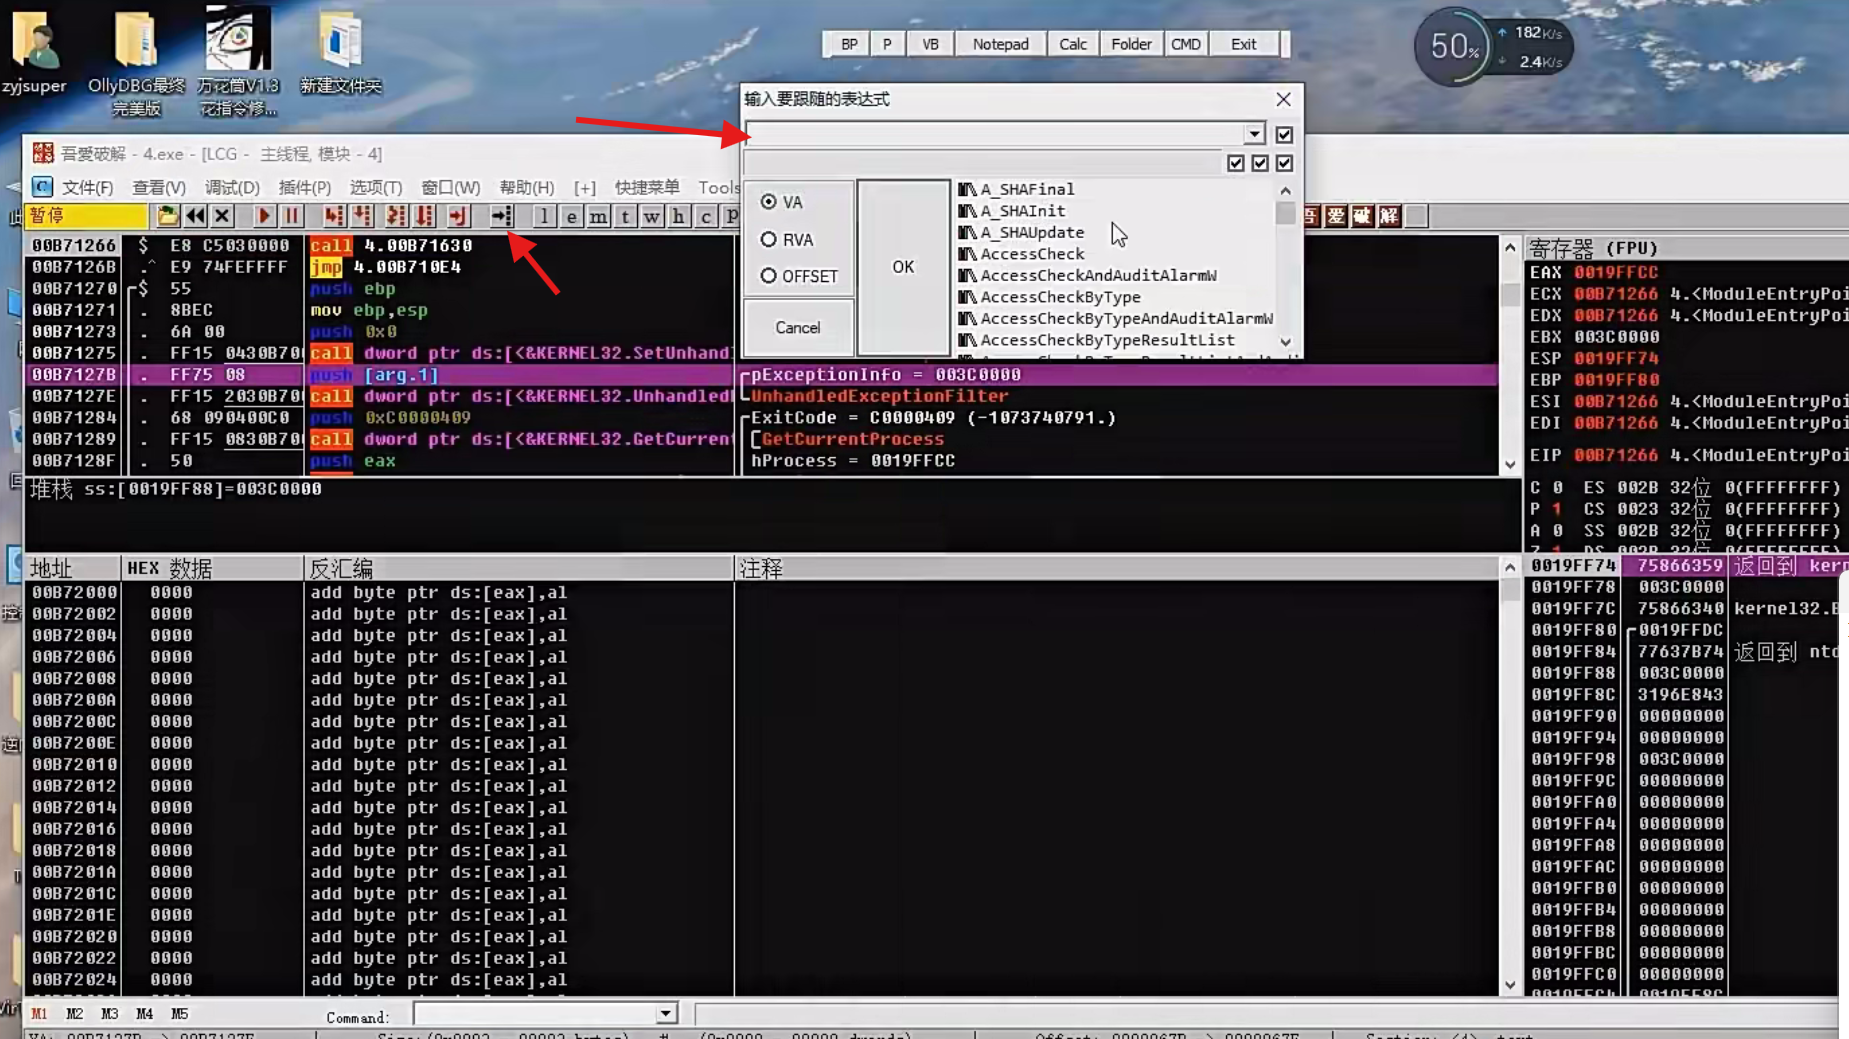 BP P VB Notepad Calc Folder CMD Exit
50%
182K/s
2.4K/s
zyjsuper
OllyDBG最终
完美版
万花筒V1.3
花指令修...
新建文件夹
输入要跟随的表达式
VA
RVA
OFFSET
OK
Cancel
A_SHAFinal
A_SHAInit
A_SHAUpdate
AccessCheck
AccessCheckAndAuditAlarmW
AccessCheckByType
AccessCheckByTypeAndAuditAlarmW
AccessCheckByTypeResultList
吾爱破解 - 4.exe - [LCG - 主线程, 模块 - 4]
C 文件(F) 查看(V) 调试(D) 插件(P) 选项(T) 窗口(W) 帮助(H) [+] 快捷菜单 Tools
暂停 l e m t w h c P 爱 破 解
00B71266 $ E8 C5030000 call 4.00B71630
00B7126B .^ E9 74FEFFFF jmp 4.00B710E4
00B71270 $ 55 push ebp
00B71271 . 8BEC mov ebp,esp
00B71273 . 6A 00 push 0x0
00B71275 . FF15 0430B700 call dword ptr ds:[<&KERNEL32.SetUnhand
00B7127B . FF75 08 push [arg.1] pExceptionInfo = 003C0000
00B7127E . FF15 2030B700 call dword ptr ds:[<&KERNEL32.Unhandled UnhandledExceptionFilter
00B71284 . 68 090400C0 push 0xC0000409 ExitCode = C0000409 (-1073740791.)
00B71289 . FF15 0830B700 call dword ptr ds:[<&KERNEL32.GetCurrent [GetCurrentProcess
00B7128F . 50 push eax hProcess = 0019FFCC
堆栈 ss:[0019FF88]=003C0000
寄存器 (FPU)
EAX 0019FFCC
ECX 00B71266 4.<ModuleEntryPoi
EDX 00B71266 4.<ModuleEntryPoi
EBX 003C0000
ESP 0019FF74
EBP 0019FF80
ESI 00B71266 4.<ModuleEntryPoi
EDI 00B71266 4.<ModuleEntryPoi
EIP 00B71266 4.<ModuleEntryPoi
C 0 ES 002B 32位 0(FFFFFFFF)
P 1 CS 0023 32位 0(FFFFFFFF)
A 0 SS 002B 32位 0(FFFFFFFF)
Z 1 DS 002B 32位 0(FFFFFFFF)
地址 HEX 数据 反汇编 注释
00B72000 0000 add byte ptr ds:[eax],al
00B72002 0000 add byte ptr ds:[eax],al
00B72004 0000 add byte ptr ds:[eax],al
00B72006 0000 add byte ptr ds:[eax],al
00B72008 0000 add byte ptr ds:[eax],al
00B7200A 0000 add byte ptr ds:[eax],al
00B7200C 0000 add byte ptr ds:[eax],al
00B7200E 0000 add byte ptr ds:[eax],al
00B72010 0000 add byte ptr ds:[eax],al
00B72012 0000 add byte ptr ds:[eax],al
00B72014 0000 add byte ptr ds:[eax],al
00B72016 0000 add byte ptr ds:[eax],al
00B72018 0000 add byte ptr ds:[eax],al
00B7201A 0000 add byte ptr ds:[eax],al
00B7201C 0000 add byte ptr ds:[eax],al
00B7201E 0000 add byte ptr ds:[eax],al
00B72020 0000 add byte ptr ds:[eax],al
00B72022 0000 add byte ptr ds:[eax],al
00B72024 0000 add byte ptr ds:[eax],al
0019FF74 75866359 返回到 kern
0019FF78 003C0000
0019FF7C 75866340 kernel32.B
0019FF80 0019FFDC
0019FF84 77637B74 返回到 ntd
0019FF88 003C0000
0019FF8C 3196E843
0019FF90 00000000
0019FF94 00000000
0019FF98 003C0000
0019FF9C 00000000
0019FFA0 00000000
0019FFA4 00000000
0019FFA8 00000000
0019FFAC 00000000
0019FFB0 00000000
0019FFB4 00000000
0019FFB8 00000000
0019FFBC 00000000
0019FFC0 00000000
M1 M2 M3 M4 M5 Command: